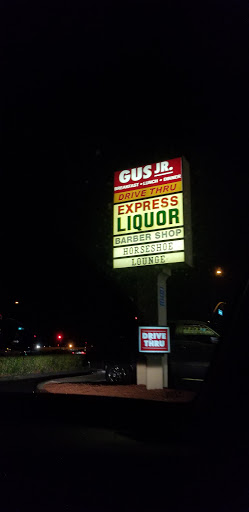 GUS JR.
BREAKFAST • LUNCH • DINNER
DRIVE THRU
EXPRESS
LIQUOR
BARBER SHOP
HORSESHOE
LOUNGE
DRIVE
THRU